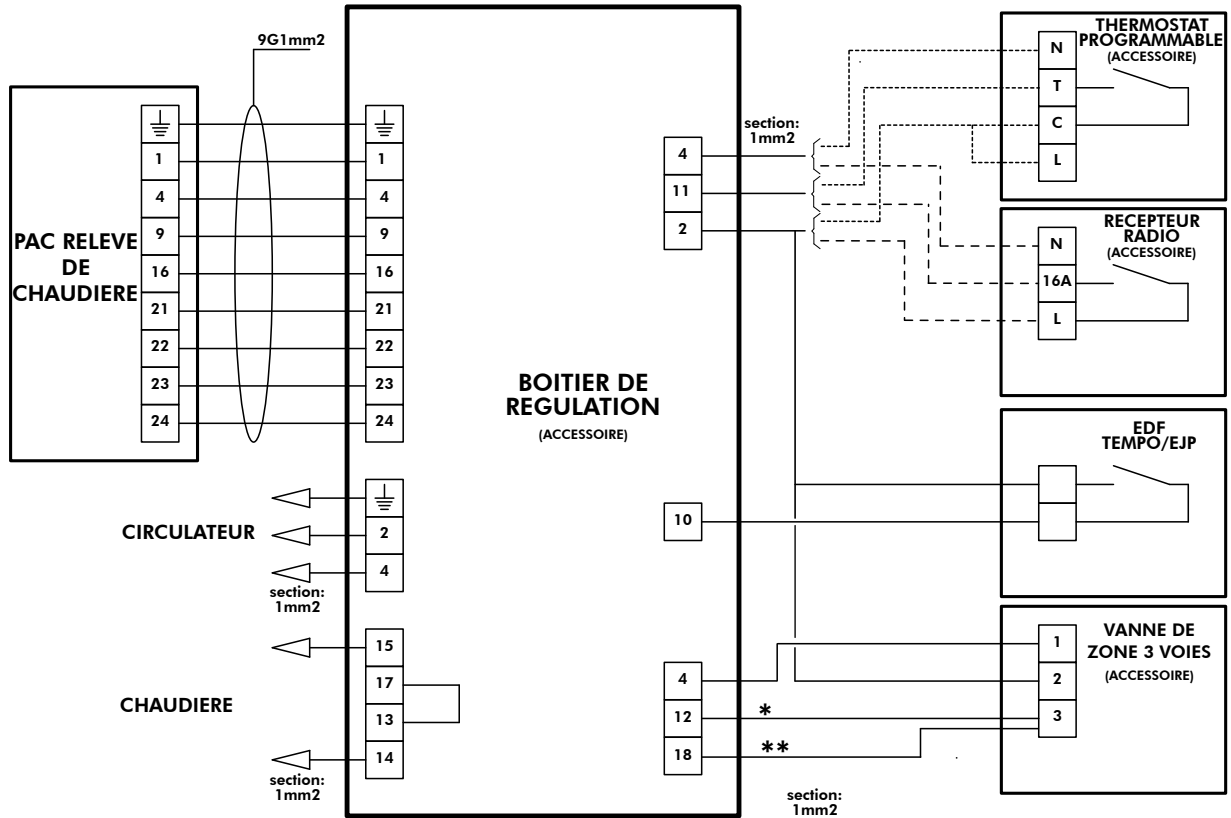 9G1mm2
PAC RELEVE
DE
CHAUDIERE
1
4
9
16
21
22
23
24
1
4
9
16
21
22
23
24
CIRCULATEUR
2
4
section:
1mm2
CHAUDIERE
15
17
13
14
section:
1mm2
BOITIER DE
REGULATION
(ACCESSOIRE)
4
11
2
section:
1mm2
10
4
12
18
*
**
section:
1mm2
THERMOSTAT
PROGRAMMABLE
(ACCESSOIRE)
N
T
C
L
RECEPTEUR
RADIO
(ACCESSOIRE)
N
16A
L
EDF
TEMPO/EJP
VANNE DE
ZONE 3 VOIES
(ACCESSOIRE)
1
2
3